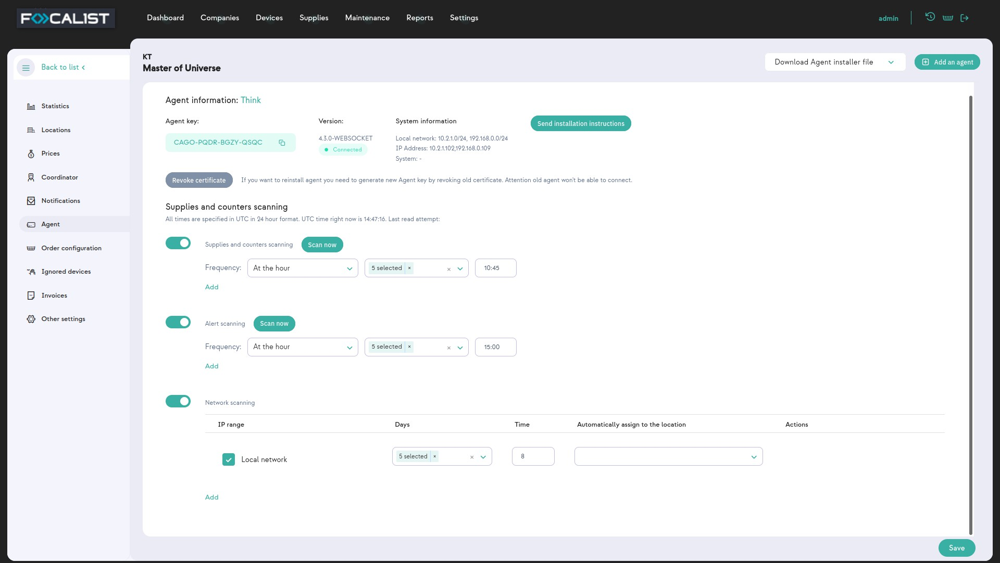 FOCALIST
Dashboard
Companies
Devices
Supplies
Maintenance
Reports
Settings
admin
Back to list
Statistics
Locations
Prices
Coordinator
Notifications
Agent
Order configuration
Ignored devices
Invoices
Other settings
KT
Master of Universe
Download Agent installer file
Add an agent
Agent information: Think
Agent key:
CAGO-PQDR-BGZY-QSQC
Version:
4.3.0-WEBSOCKET
Connected
System information
Local network: 10.2.1.0/24, 192.168.0.0/24
IP Address: 10.2.1.102,192.168.0.109
System: -
Send installation instructions
Revoke certificate
If you want to reinstall agent you need to generate new Agent key by revoking old certificate. Attention old agent won't be able to connect.
Supplies and counters scanning
All times are specified in UTC in 24 hour format. UTC time right now is 14:47:16. Last read attempt:
Supplies and counters scanning
Scan now
Frequency:
At the hour
5 selected ×
×
10:45
Add
Alert scanning
Scan now
Frequency:
At the hour
5 selected ×
×
15:00
Add
Network scanning
IP range
Days
Time
Automatically assign to the location
Actions
Local network
5 selected ×
×
8
Add
Save